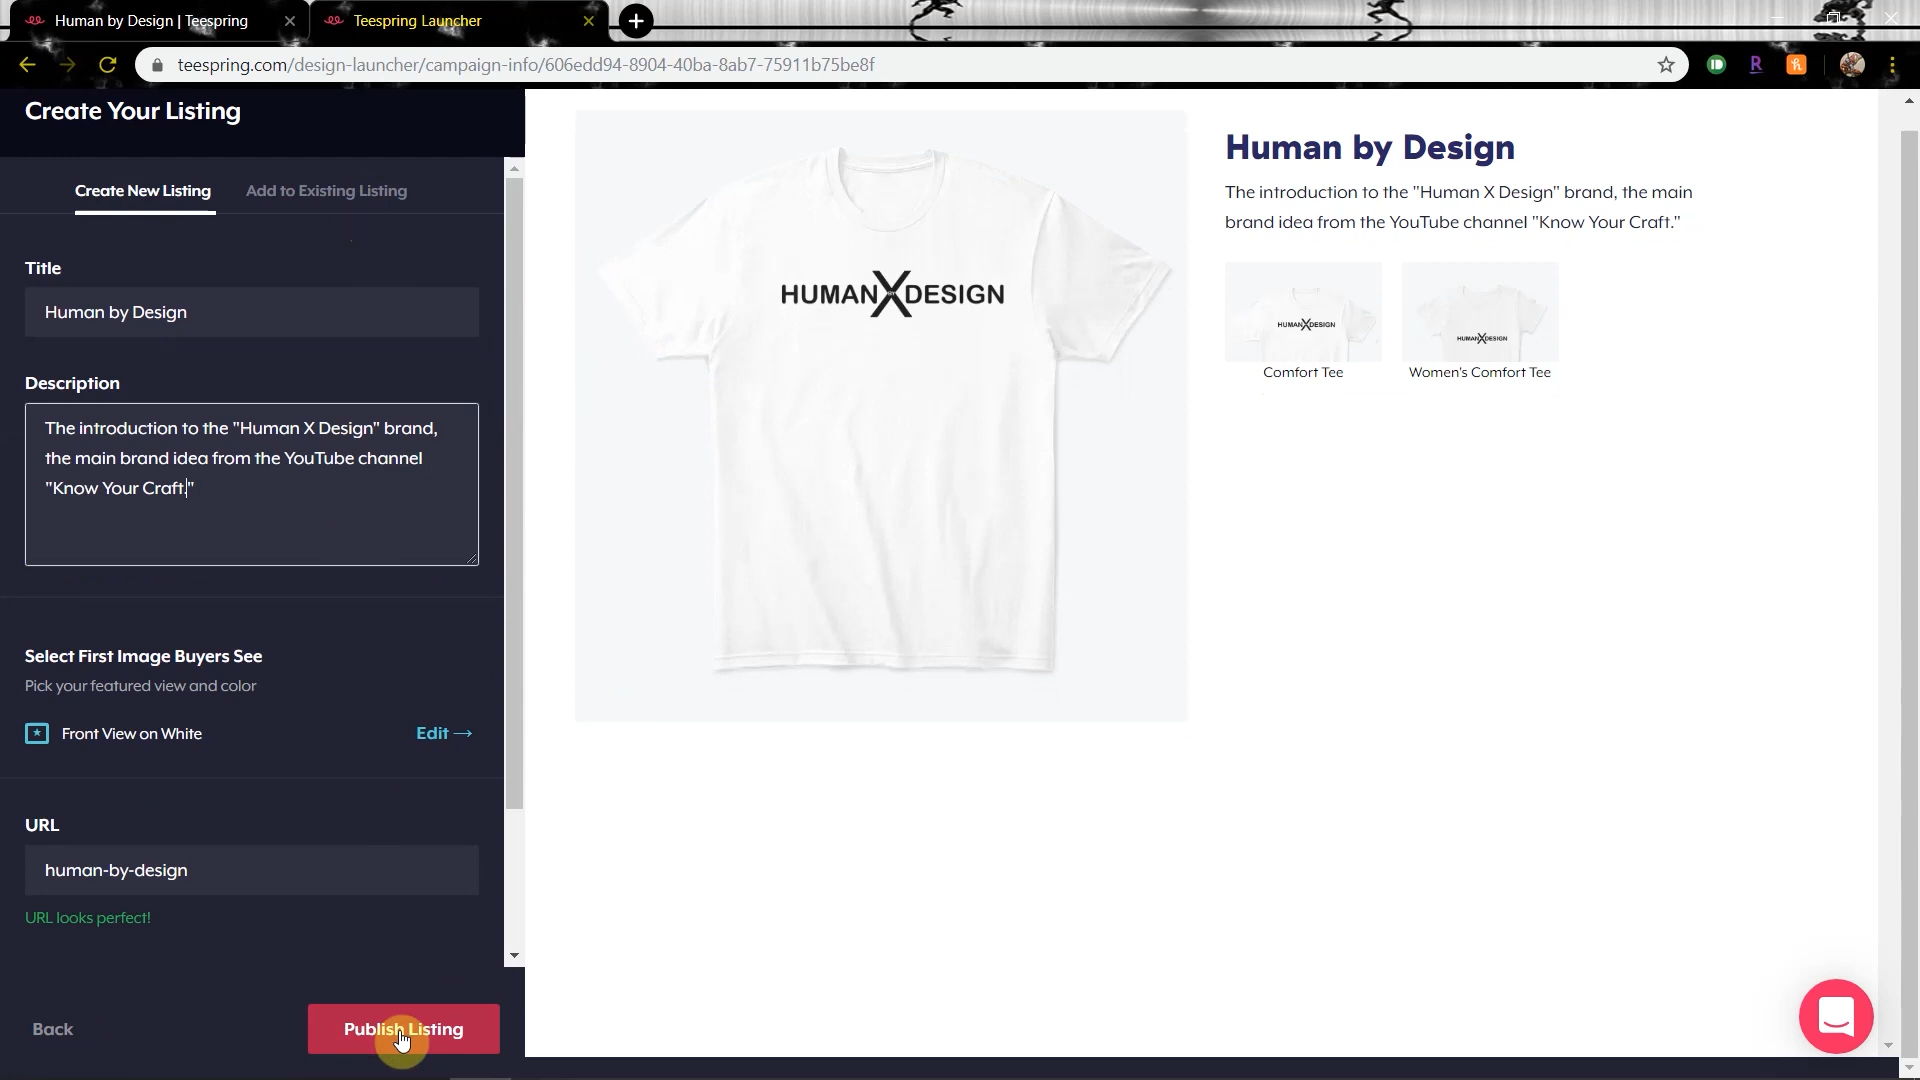 Human by Design | Teespring
Teespring Launcher
teespring.com/design-launcher/campaign-info/606edd94-8904-40ba-8ab7-75911b75be8f
Create Your Listing
Create New Listing
Add to Existing Listing
Title
Human by Design
Description
The introduction to the "Human X Design" brand,
the main brand idea from the YouTube channel
"Know Your Craft."
Select First Image Buyers See
Pick your featured view and color
Front View on White
Edit →
URL
human-by-design
URL looks perfect!
Back
Publish Listing
HUMAN X DESIGN
Human by Design
The introduction to the "Human X Design" brand, the main
brand idea from the YouTube channel "Know Your Craft."
HUMANXDESIGN
HUMANXDESIGN
Comfort Tee
Women's Comfort Tee